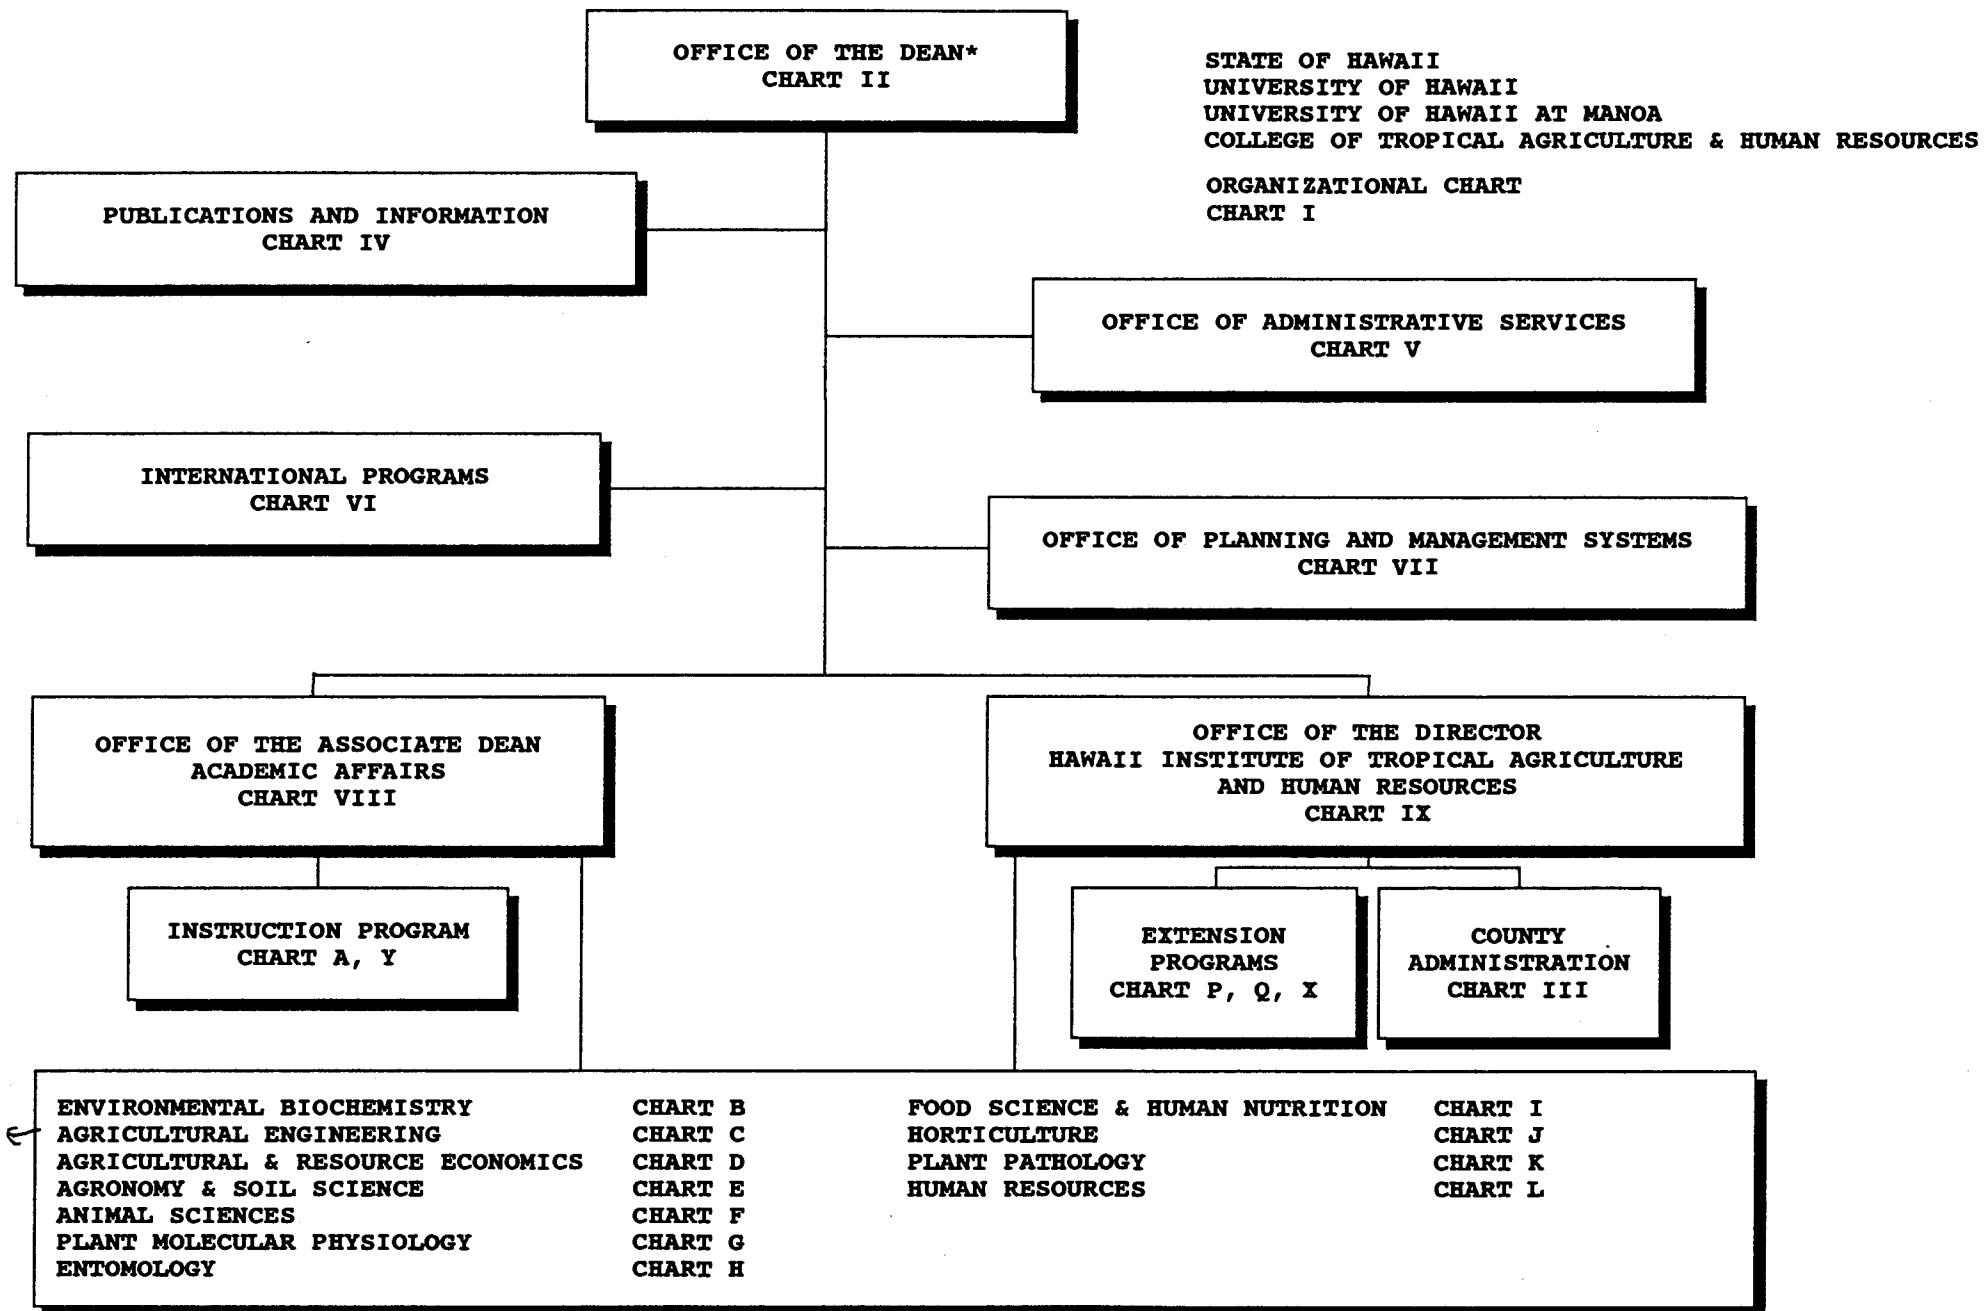 OFFICE OF THE DEAN*
CHART II
STATE OF HAWAII
UNIVERSITY OF HAWAII
UNIVERSITY OF HAWAII AT MANOA
COLLEGE OF TROPICAL AGRICULTURE & HUMAN RESOURCES
ORGANIZATIONAL CHART
CHART I
PUBLICATIONS AND INFORMATION
CHART IV
OFFICE OF ADMINISTRATIVE SERVICES
CHART V
INTERNATIONAL PROGRAMS
CHART VI
OFFICE OF PLANNING AND MANAGEMENT SYSTEMS
CHART VII
OFFICE OF THE ASSOCIATE DEAN
ACADEMIC AFFAIRS
CHART VIII
OFFICE OF THE DIRECTOR
HAWAII INSTITUTE OF TROPICAL AGRICULTURE
AND HUMAN RESOURCES
CHART IX
INSTRUCTION PROGRAM
CHART A, Y
EXTENSION
PROGRAMS
CHART P, Q, X
COUNTY
ADMINISTRATION
CHART III
ENVIRONMENTAL BIOCHEMISTRY CHART B
AGRICULTURAL ENGINEERING CHART C
AGRICULTURAL & RESOURCE ECONOMICS CHART D
AGRONOMY & SOIL SCIENCE CHART E
ANIMAL SCIENCES CHART F
PLANT MOLECULAR PHYSIOLOGY CHART G
ENTOMOLOGY CHART H
FOOD SCIENCE & HUMAN NUTRITION CHART I
HORTICULTURE CHART J
PLANT PATHOLOGY CHART K
HUMAN RESOURCES CHART L